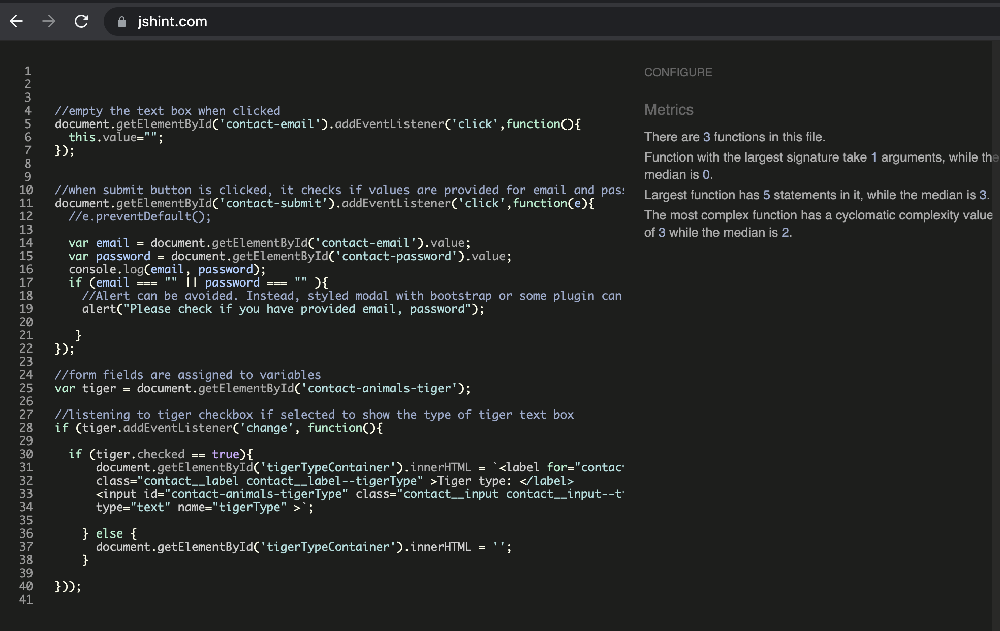 jshint.com
1
2
3
4 //empty the text box when clicked
5 document.getElementById('contact-email').addEventListener('click',function(){
6 this.value="";
7 });
8
9
10 //when submit button is clicked, it checks if values are provided for email and
11 document.getElementById('contact-submit').addEventListener('click',function(e){
12 //e.preventDefault();
13
14 var email = document.getElementById('contact-email').value;
15 var password = document.getElementById('contact-password').value;
16 console.log(email, password);
17 if (email === "" || password === "" ){
18 //Alert can be avoided. Instead, styled modal with bootstrap or some plugin can
19 alert("Please check if you have provided email, password");
20
21 }
22 });
23
24 //form fields are assigned to variables
25 var tiger = document.getElementById('contact-animals-tiger');
26
27 //listening to tiger checkbox if selected to show the type of tiger text box
28 if (tiger.addEventListener('change', function(){
29
30 if (tiger.checked == true){
31 document.getElementById('tigerTypeContainer').innerHTML = `<label for="contac
32 class="contact__label contact__label--tigerType" >Tiger type: </label>
33 <input id="contact-animals-tigerType" class="contact__input contact__input--t
34 type="text" name="tigerType" >`;
35
36 } else {
37 document.getElementById('tigerTypeContainer').innerHTML = '';
38 }
39
40 }));
41
CONFIGURE
Metrics
There are 3 functions in this file.
Function with the largest signature take 1 arguments, while the
median is 0.
Largest function has 5 statements in it, while the median is 3.
The most complex function has a cyclomatic complexity value
of 3 while the median is 2.